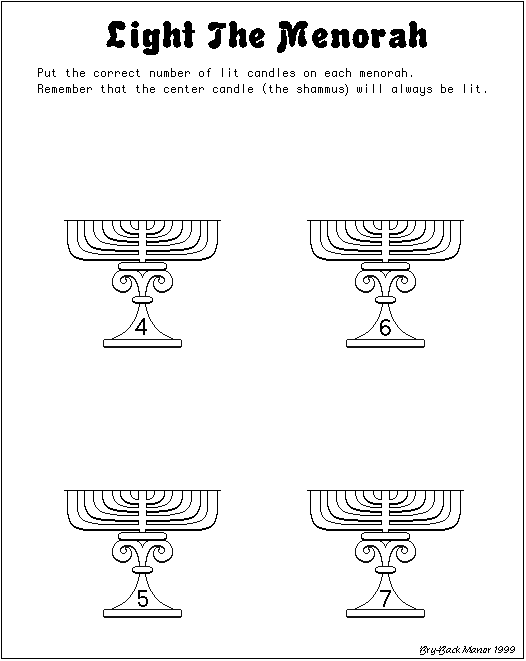 Light The Menorah
Put the correct number of lit candles on each menorah.
Remember that the center candle (the shammus) will always be lit.
4
6
5
7
Bry-Back Manor 1999